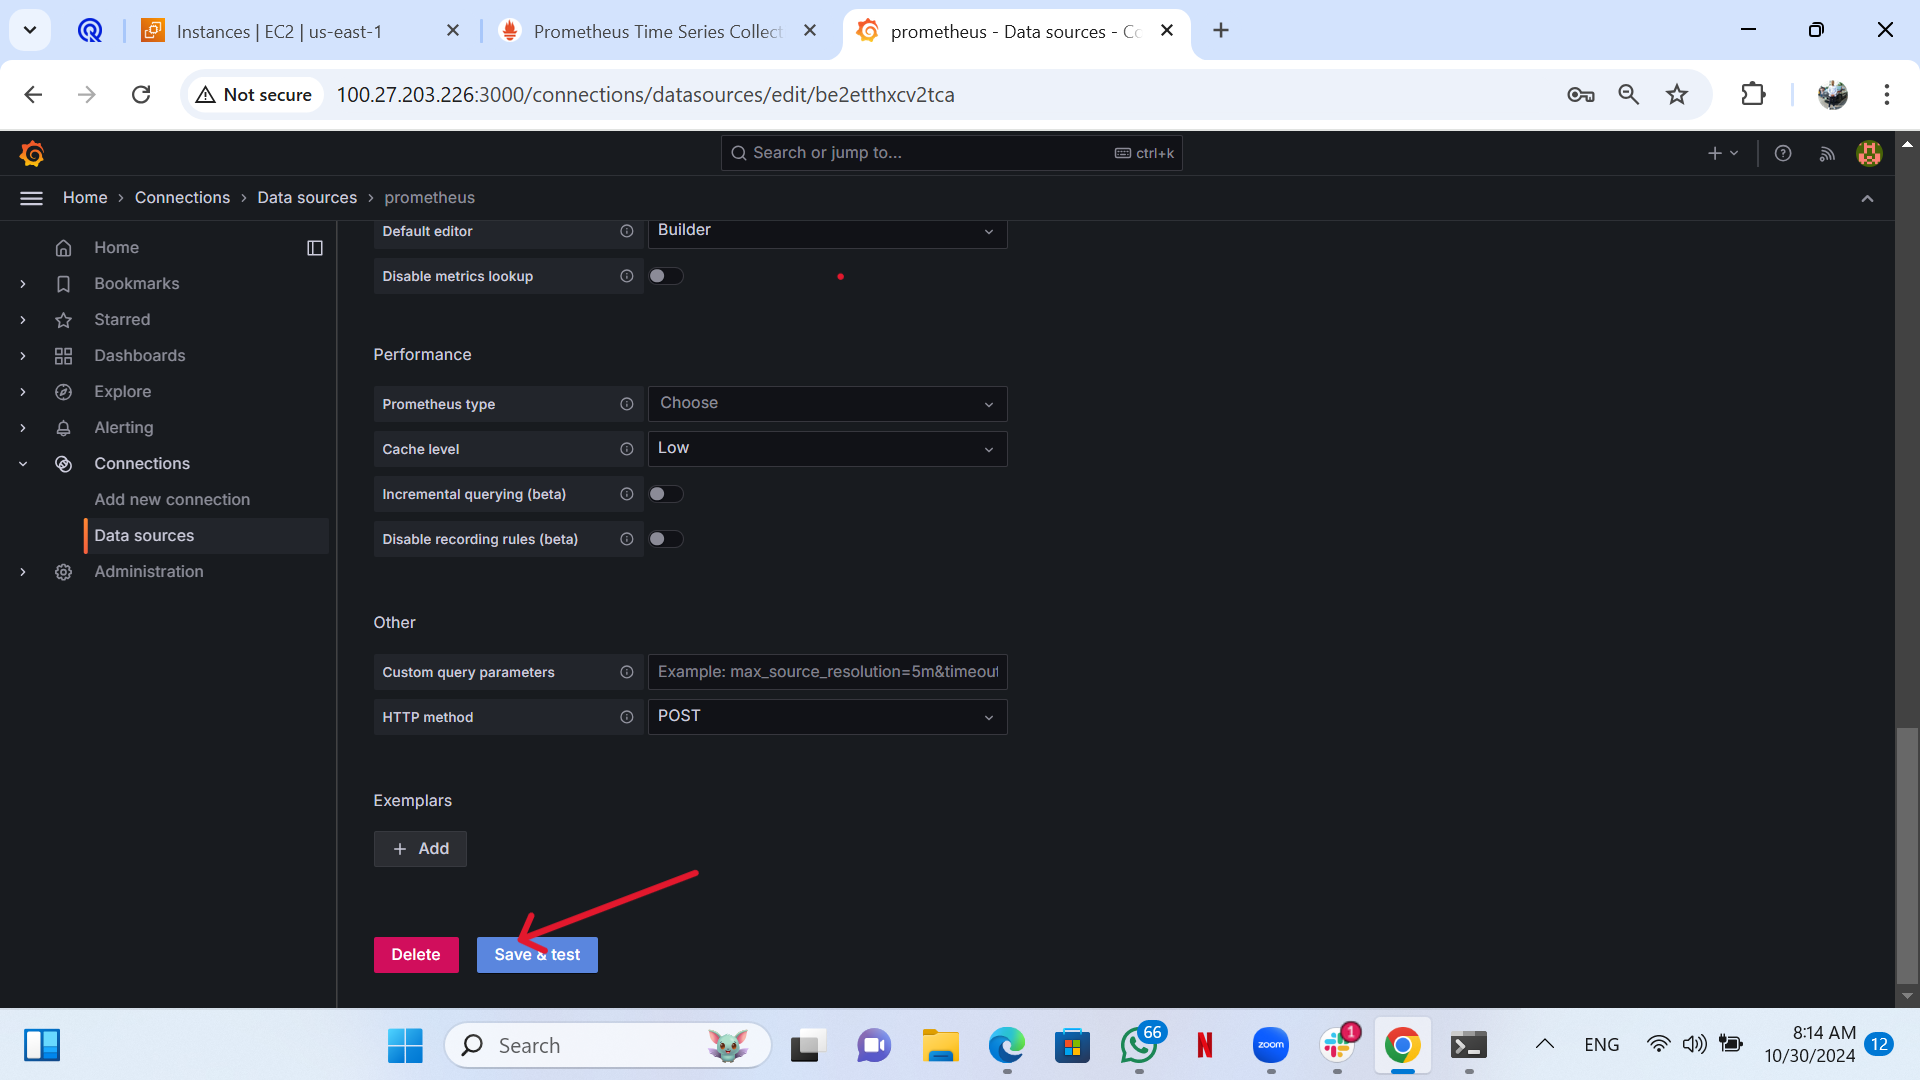 Instances | EC2 | us-east-1
Prometheus Time Series Collect
prometheus - Data sources - Co
Not secure
100.27.203.226:3000/connections/datasources/edit/be2etthxcv2tca
Search or jump to...
ctrl+k
Home › Connections › Data sources › prometheus
Home
Bookmarks
Starred
Dashboards
Explore
Alerting
Connections
Add new connection
Data sources
Administration
Default editor
Builder
Disable metrics lookup
Performance
Prometheus type
Choose
Cache level
Low
Incremental querying (beta)
Disable recording rules (beta)
Other
Custom query parameters
Example: max_source_resolution=5m&timeout
HTTP method
POST
Exemplars
+ Add
Delete
Save & test
Search
66
N
zoom
1
ENG
8:14 AM
10/30/2024
12